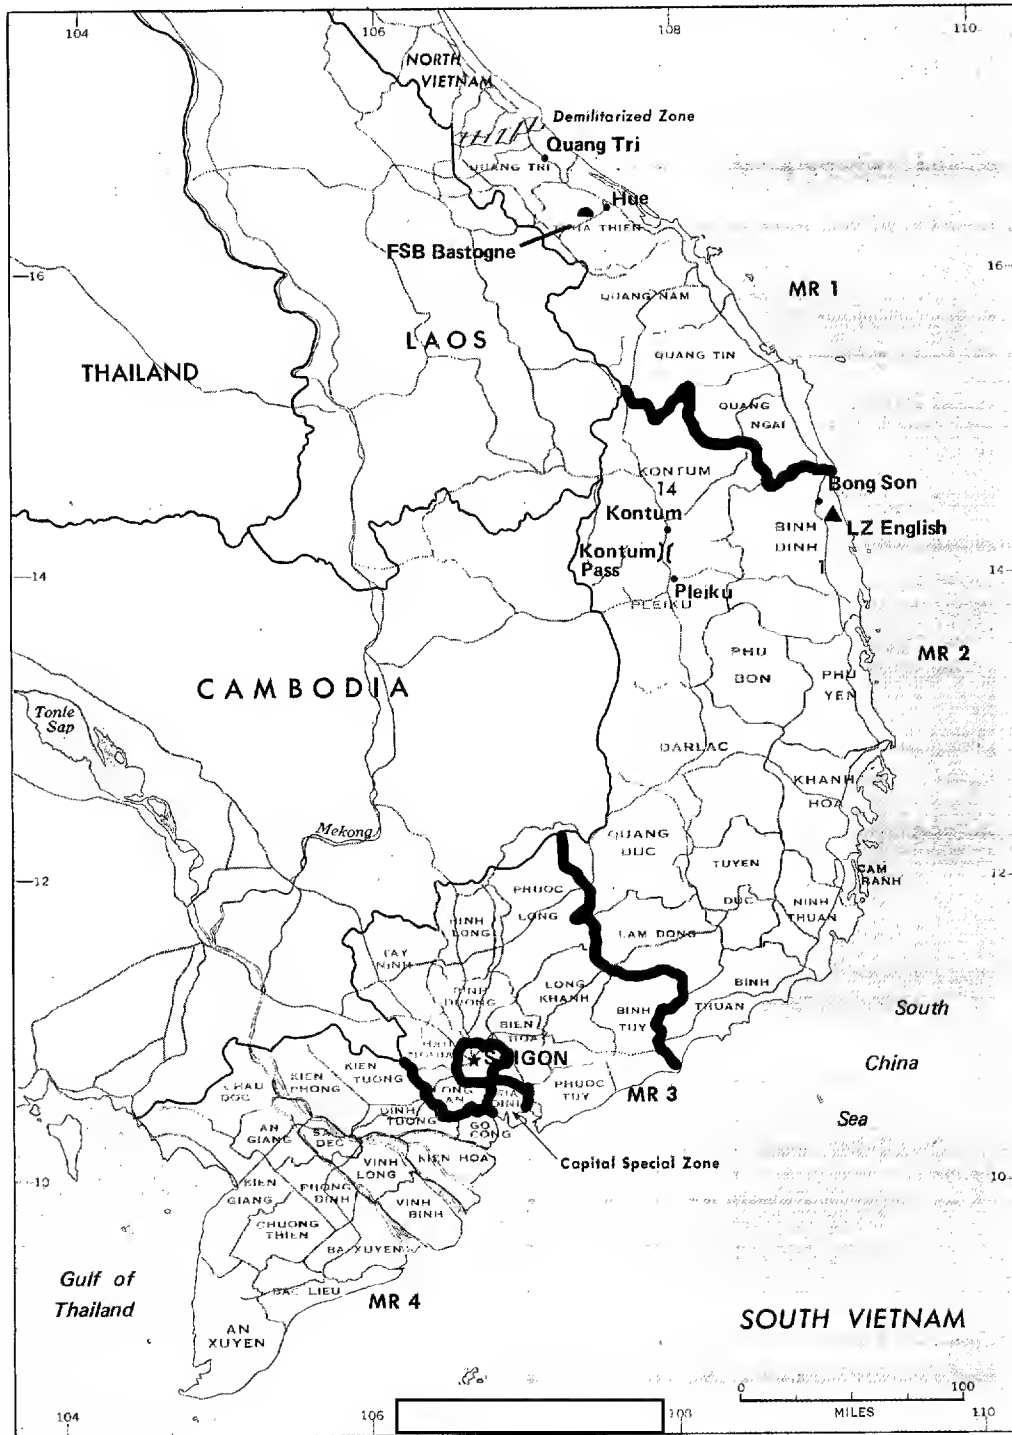 104
106
108
110
NORTH
VIETNAM
Demilitarized Zone
Quang Tri
QUANG TRI
Hue
THIEN
FSB Bastogne
16
16
MR 1
QUANG NAM
LAOS
QUANG TIN
THAILAND
QUANG
NGAI
KONTUM
14
Bong Son
Kontum
BINH
DINH
LZ English
Kontum
Pass
1
14
14
Pleiku
PLEIKU
PHU
BON
MR 2
PHU
YEN
CAMBODIA
Tonle
Sap
DARLAC
KHANH
HOA
Mekong
QUANG
DUC
TUYEN
DUC
CAM
RANH
12
12
PHUOC
LONG
NINH
THUAN
BINH
LONG
LAM DONG
TAY
NINH
LONG
KHANH
BINH
THUAN
BINH
DUONG
BINH
TUY
South
China
Sea
BIEN
HOA
SAIGON
KIEN
TUONG
KIEN
PHONG
CHAU
DOC
LONG
AN
GIA
DINH
PHUOC
TUY
MR 3
DINH
TUONG
GO
CONG
AN
GIANG
SA
DEC
KIEN HOA
Capital Special Zone
VINH
LONG
10
10
KIEN
GIANG
PHONG
DINH
VINH
BINH
CHUONG
THIEN
BA XUYEN
Gulf of
Thailand
BAC LIEU
MR 4
AN
XUYEN
SOUTH VIETNAM
0
100
MILES
104
106
108
110